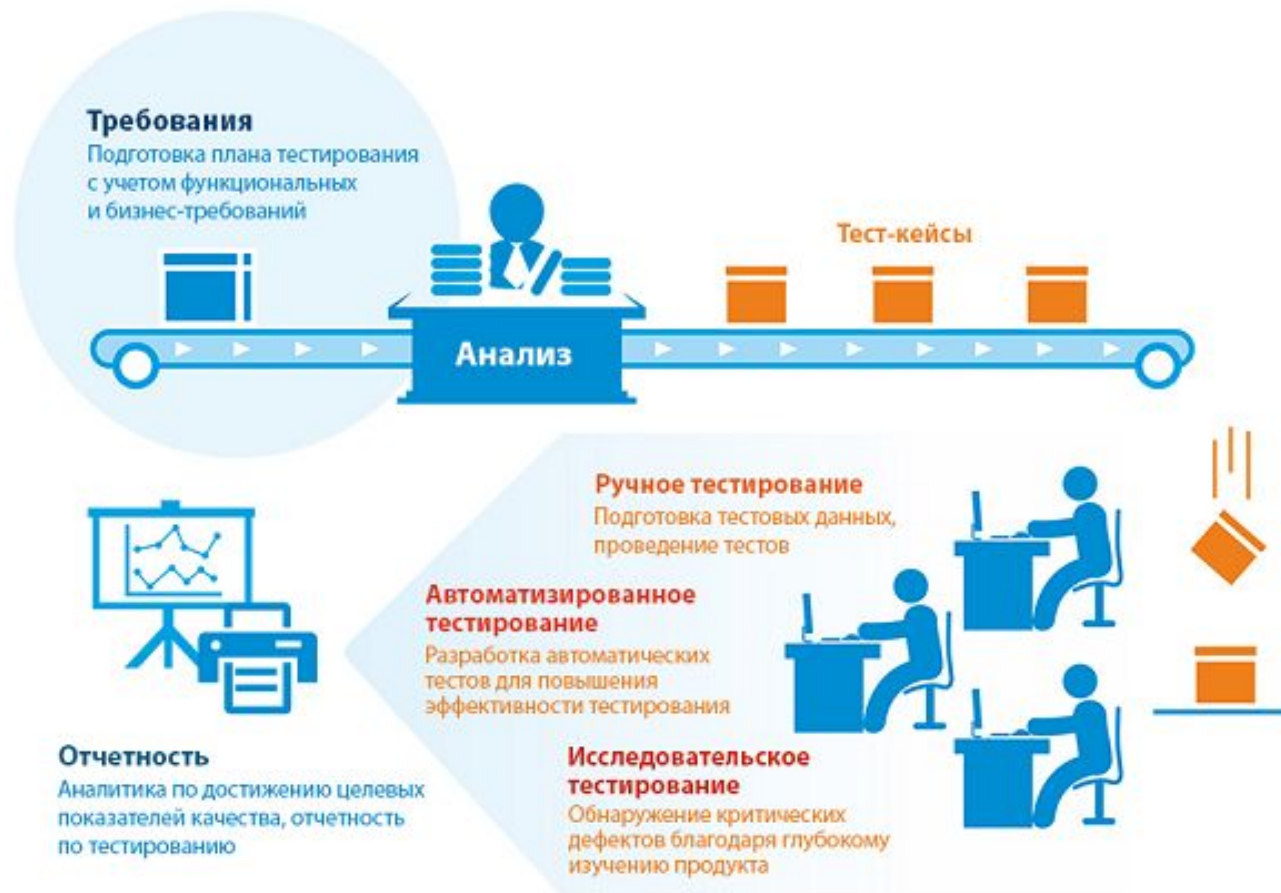 Требования
Подготовка плана тестирования
с учетом функциональных
и бизнес-требований
Тест-кейсы
Анализ
Ручное тестирование
Подготовка тестовых данных,
проведение тестов
Автоматизированное
тестирование
Разработка автоматических
тестов для повышения
эффективности тестирования
Исследовательское
тестирование
Обнаружение критических
дефектов благодаря глубокому
изучению продукта
Отчетность
Аналитика по достижению целевых
показателей качества, отчетность
по тестированию